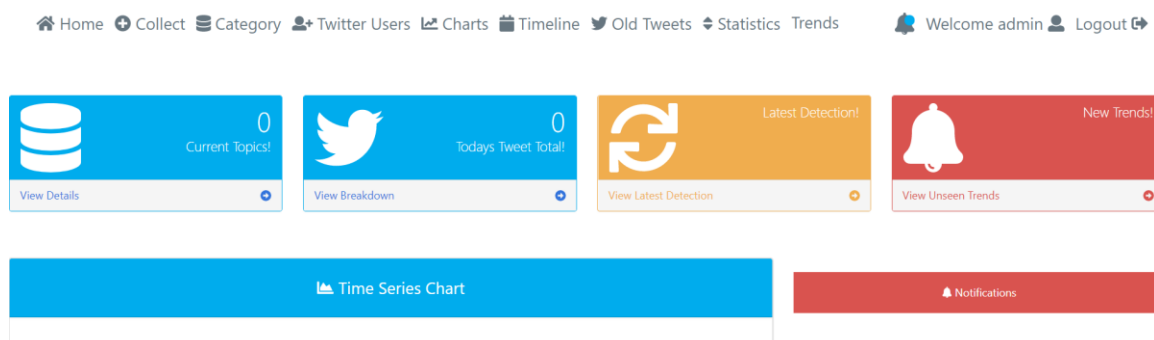 Home Collect Category Twitter Users Charts Timeline Old Tweets Statistics Trends Welcome admin Logout
0
Current Topics!
View Details
0
Todays Tweet Total!
View Breakdown
Latest Detection!
View Latest Detection
New Trends!
View Unseen Trends
Time Series Chart
Notifications